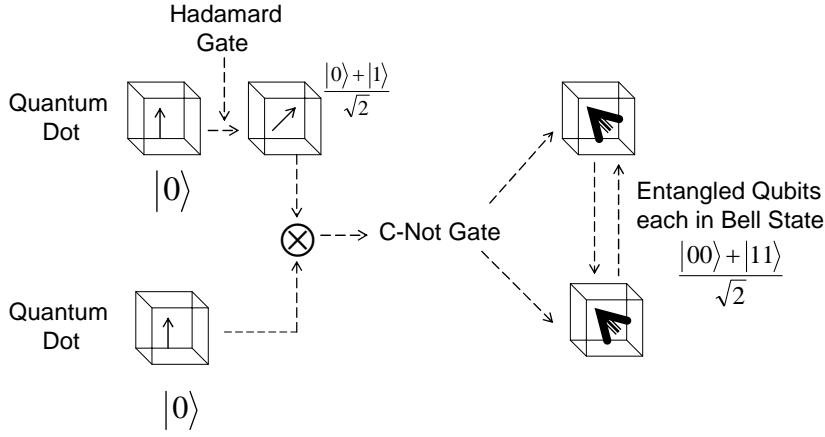 Hadamard
Gate
Quantum
Dot
|0⟩
|0⟩+|1⟩
√2
C-Not Gate
Quantum
Dot
|0⟩
Entangled Qubits
each in Bell State
|00⟩+|11⟩
√2